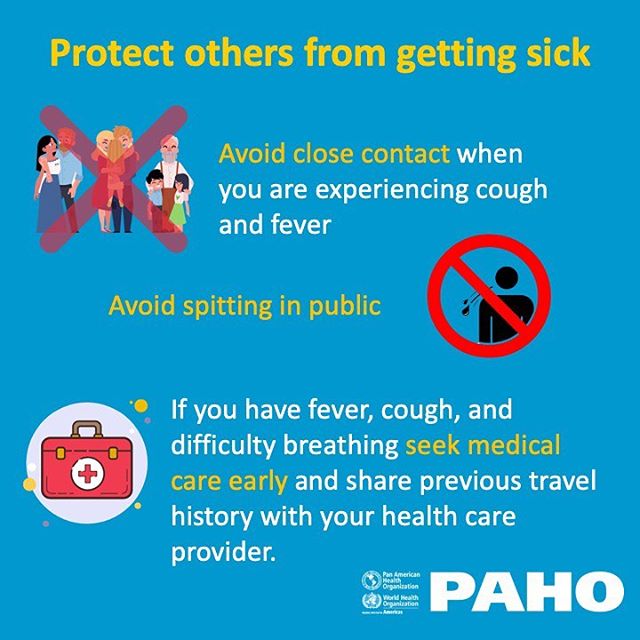 Protect others from getting sick
Avoid close contact when
you are experiencing cough
and fever
Avoid spitting in public
If you have fever, cough, and
difficulty breathing seek medical
care early and share previous travel
history with your health care
provider.
Pan American
Health
Organization
World Health
Organization
Americas
PAHO